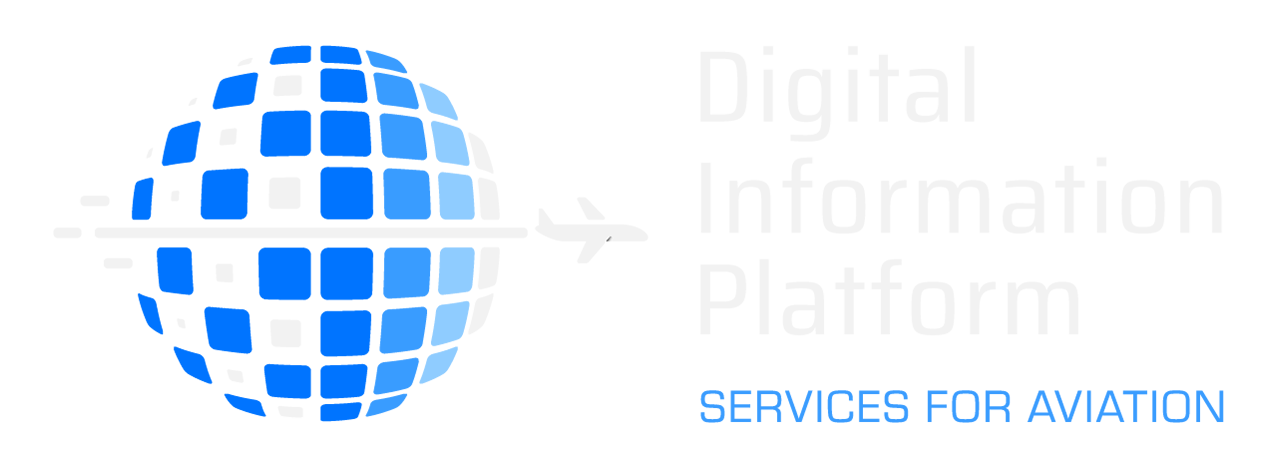 Digital
Information
Platform
SERVICES FOR AVIATION